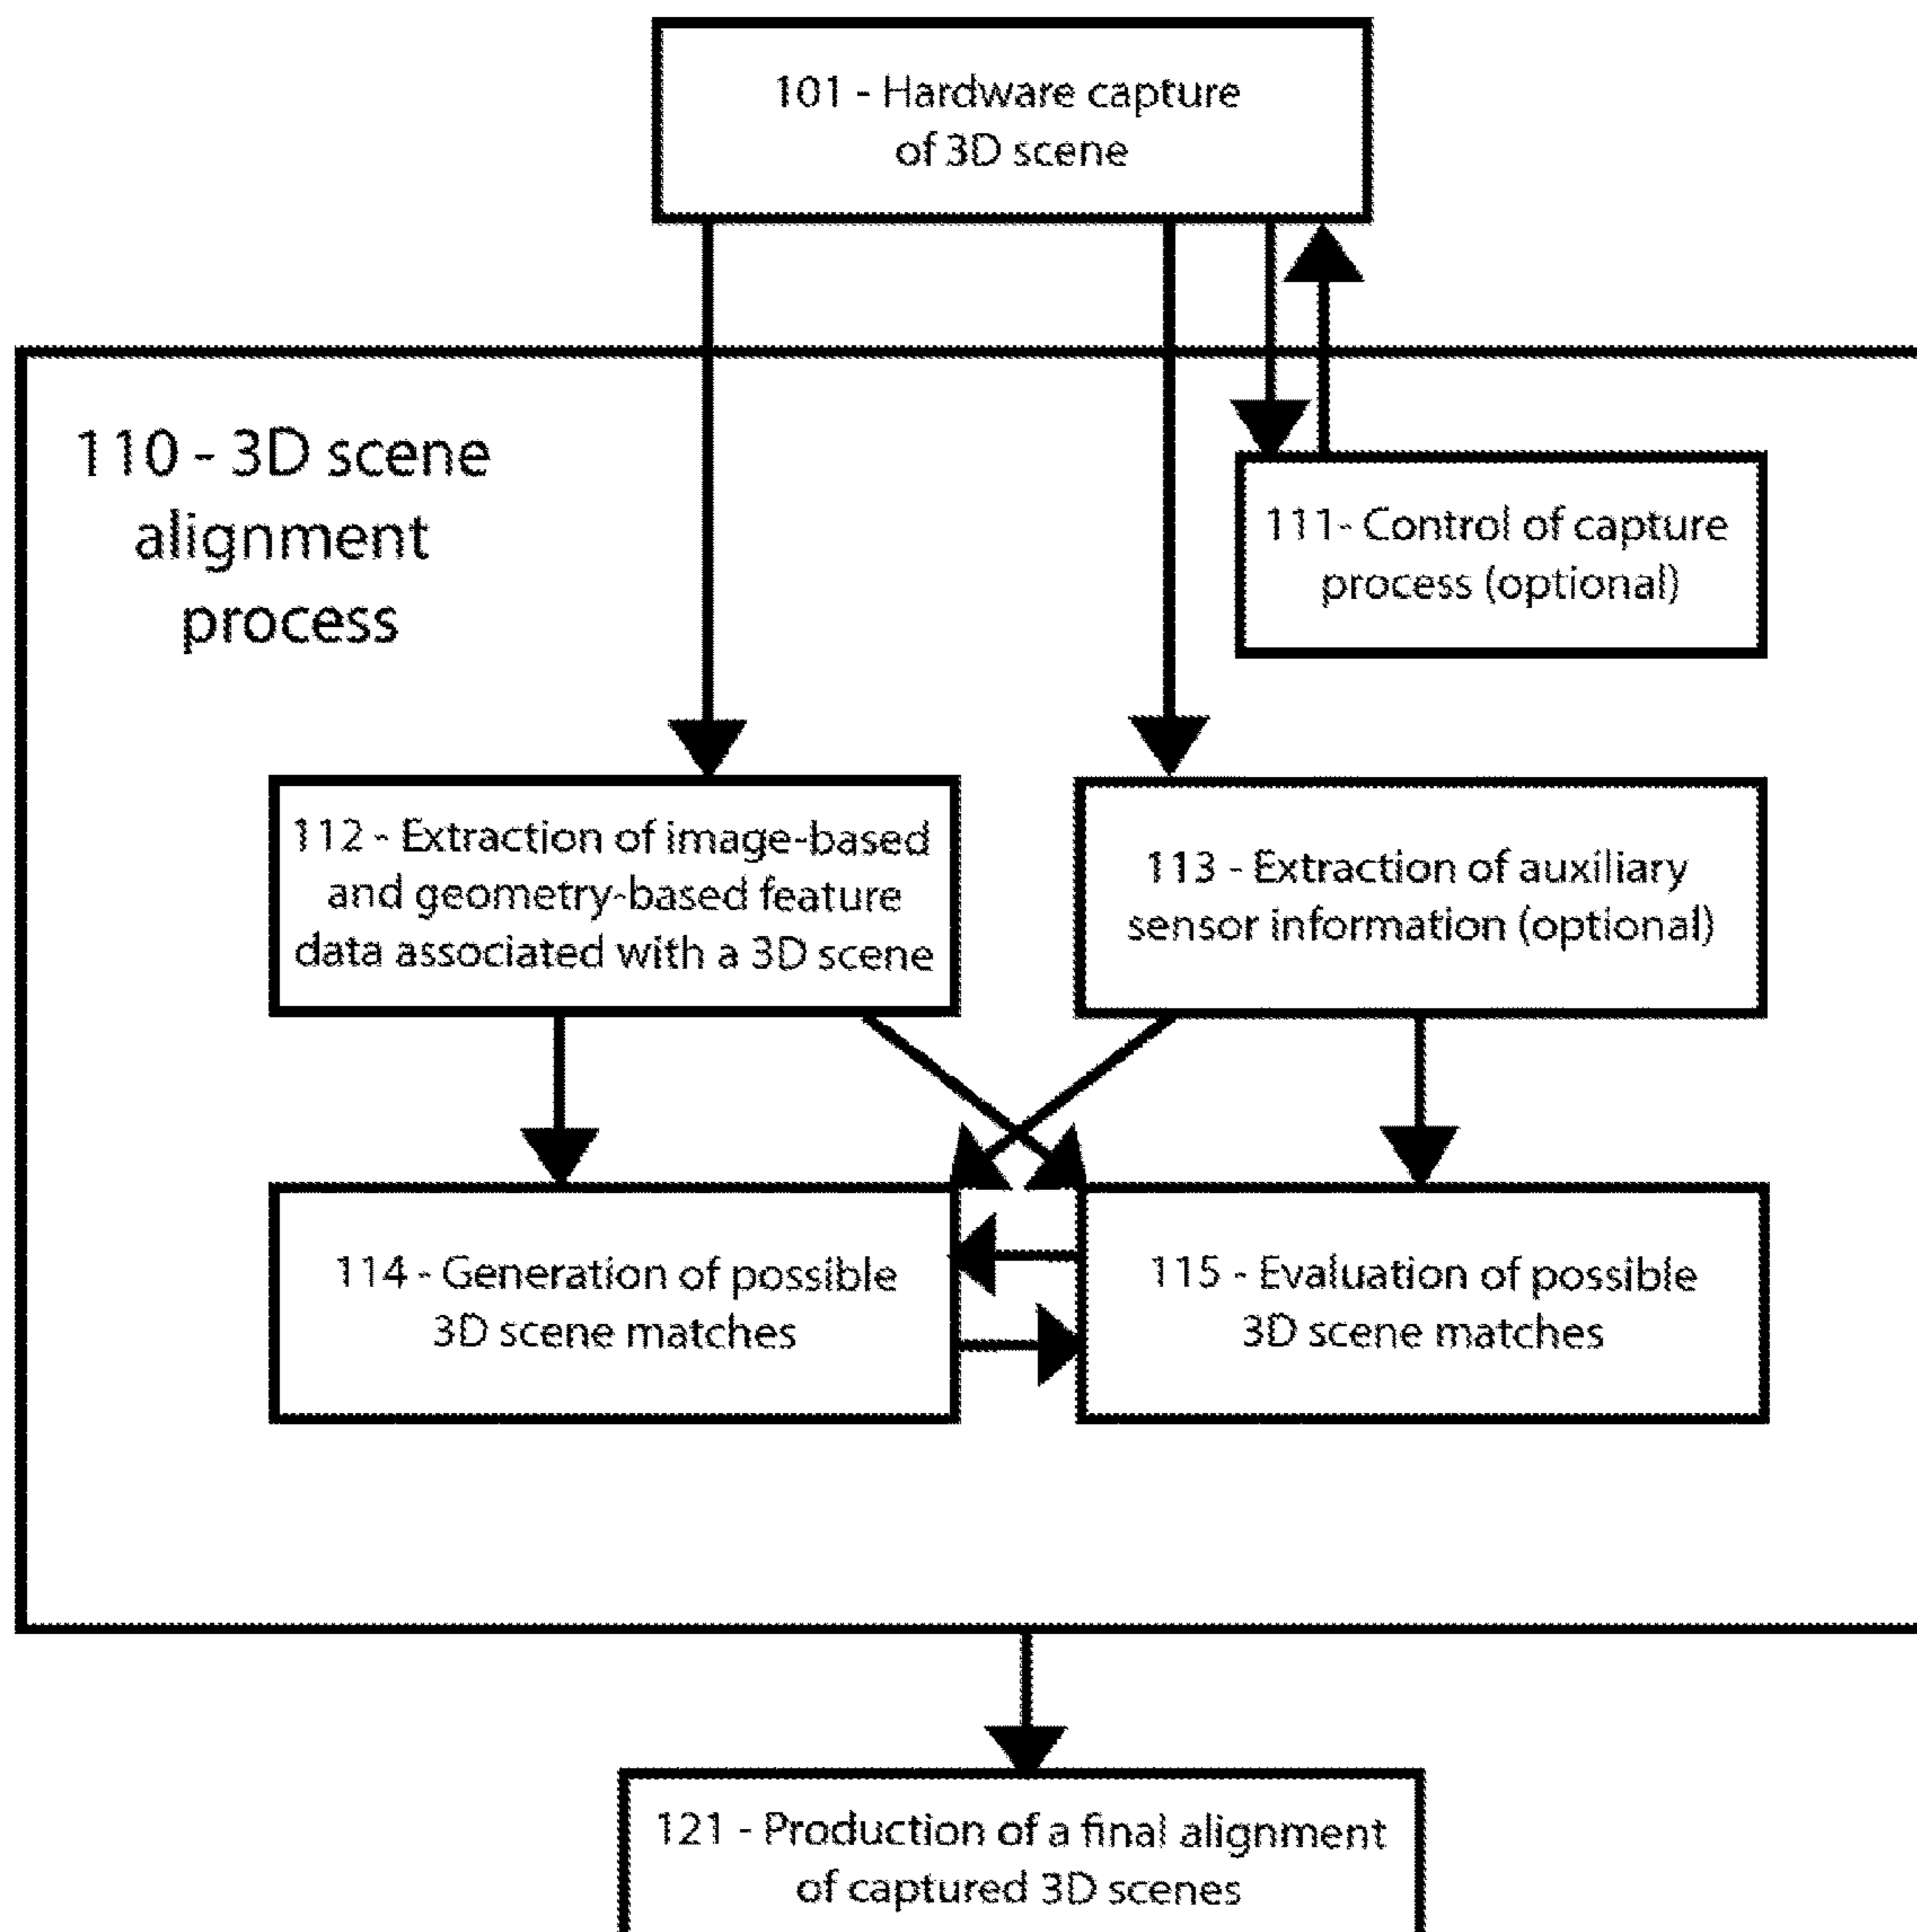 101 - Hardware capture
of 3D scene
110 - 3D scene
alignment
process
111- Control of capture
process (optional)
112 - Extraction of image-based
and geometry-based feature
data associated with a 3D scene
113 - Extraction of auxiliary
sensor information (optional)
114 - Generation of possible
3D scene matches
115 - Evaluation of possible
3D scene matches
121 - Production of a final alignment
of captured 3D scenes